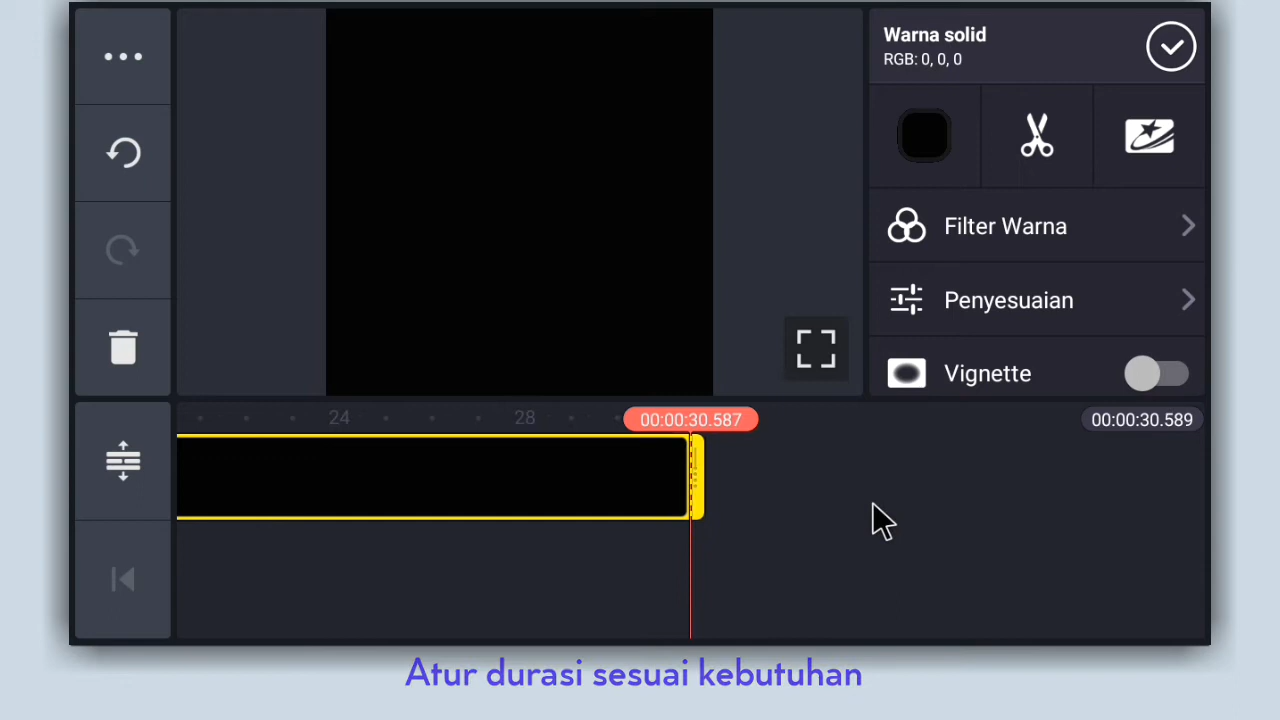 Warna solid
RGB: 0, 0, 0
Filter Warna
Penyesuaian
Vignette
24
28
00:00:30.587
00:00:30.589
Atur durasi sesuai kebutuhan